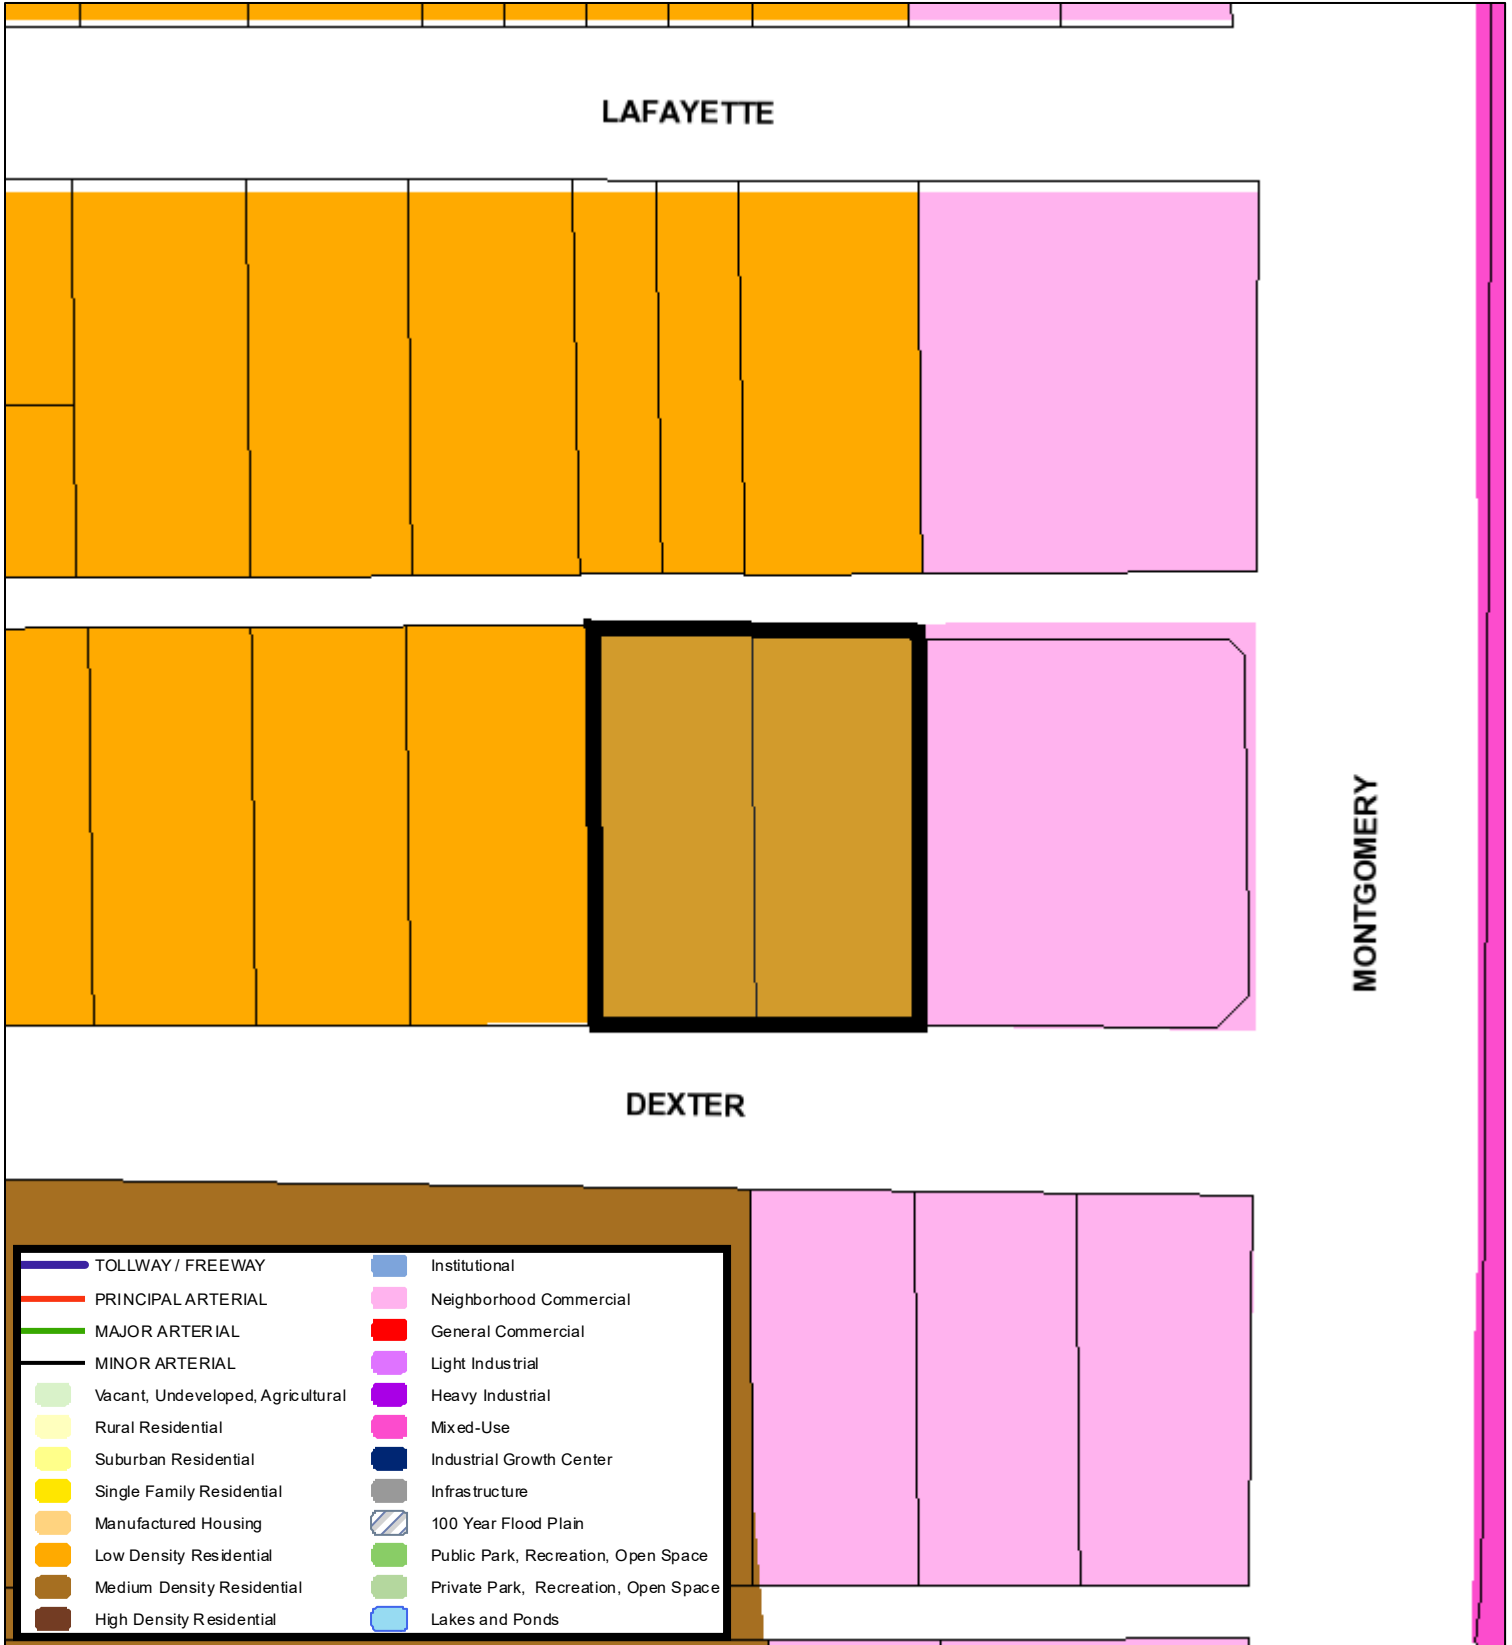 LAFAYETTE
MONTGOMERY
DEXTER
TOLLWAY / FREEWAY
PRINCIPAL ARTERIAL
MAJOR ARTERIAL
MINOR ARTERIAL
Vacant, Undeveloped, Agricultural
Rural Residential
Suburban Residential
Single Family Residential
Manufactured Housing
Low Density Residential
Medium Density Residential
High Density Residential
Institutional
Neighborhood Commercial
General Commercial
Light Industrial
Heavy Industrial
Mixed-Use
Industrial Growth Center
Infrastructure
100 Year Flood Plain
Public Park, Recreation, Open Space
Private Park, Recreation, Open Space
Lakes and Ponds